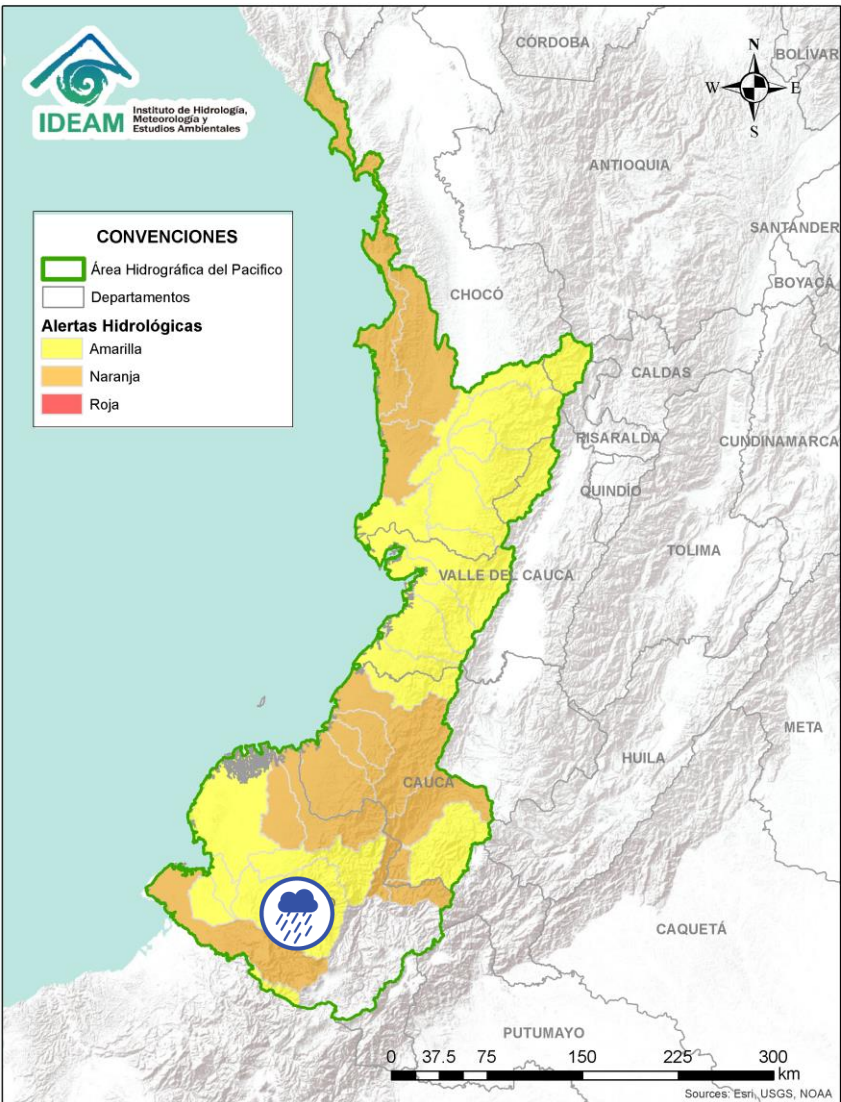 IDEAM
Instituto de Hidrología,
Meteorología y
Estudios Ambientales
CÓRDOBA
BOLIVAR
N
W
E
S
ANTIOQUIA
SANTANDER
BOYACÁ
CONVENCIONES
Área Hidrográfica del Pacifico
Departamentos
Alertas Hidrológicas
Amarilla
Naranja
Roja
CHOCÓ
CALDAS
RISARALDA
CUNDINAMARCA
QUINDÍO
TOLIMA
VALLE DEL CAUCA
META
HUILA
CAUCA
CAQUETÁ
PUTUMAYO
0 37.5 75 150 225 300
km
Sources: Esri, USGS, NOAA